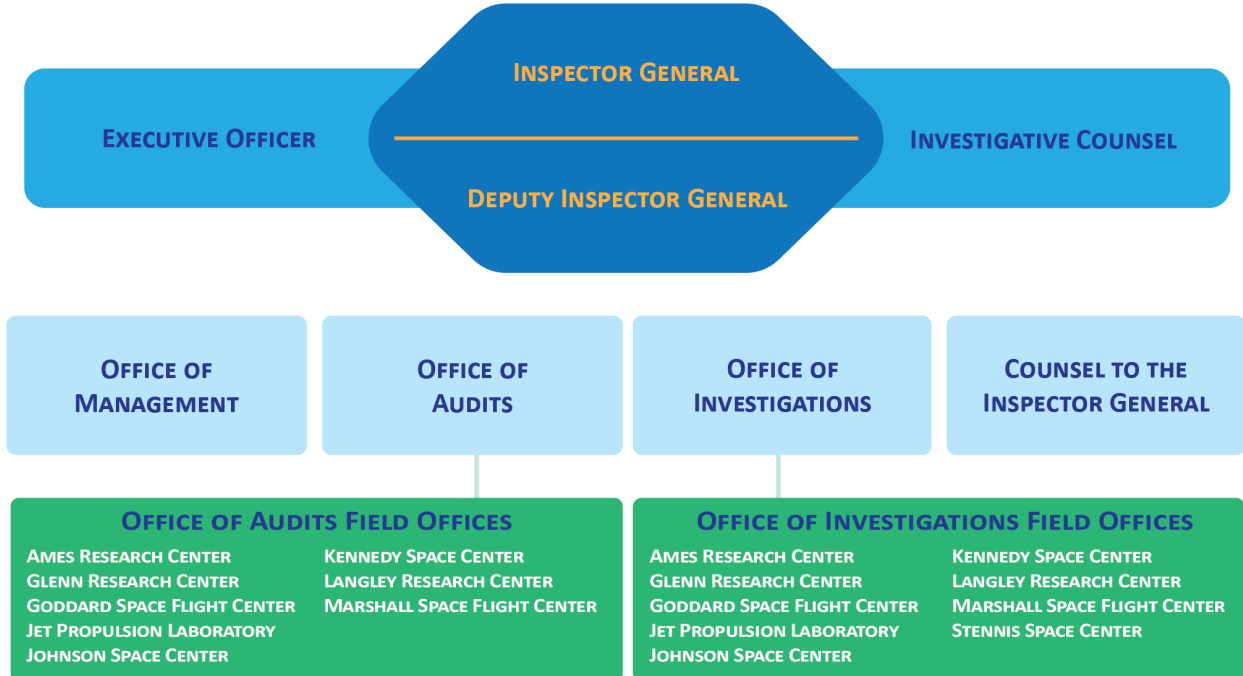 Inspector General
Executive Officer
Investigative Counsel
Deputy Inspector General
Office of
Management
Office of
Audits
Office of
Investigations
Counsel to the
Inspector General
Office of Audits Field Offices
Ames Research Center
Glenn Research Center
Goddard Space Flight Center
Jet Propulsion Laboratory
Johnson Space Center
Kennedy Space Center
Langley Research Center
Marshall Space Flight Center
Office of Investigations Field Offices
Ames Research Center
Glenn Research Center
Goddard Space Flight Center
Jet Propulsion Laboratory
Johnson Space Center
Kennedy Space Center
Langley Research Center
Marshall Space Flight Center
Stennis Space Center